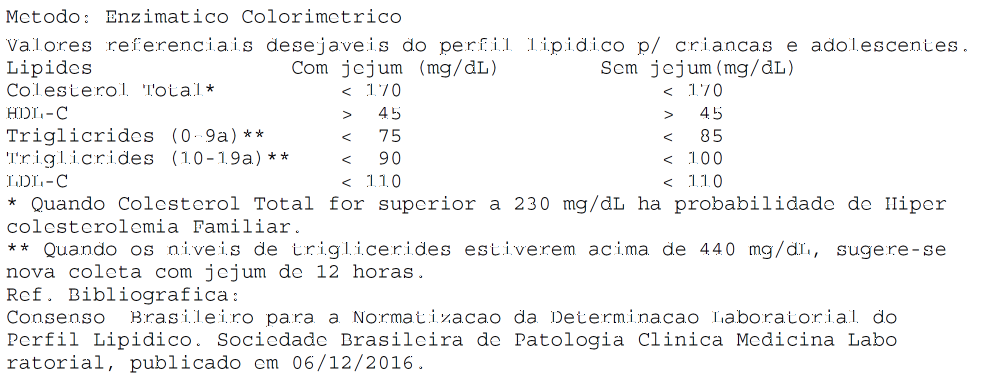 Metodo: Enzimatico Colorimetrico
Valores referenciais desejaveis do perfil lipidico p/ criancas e adolescentes.
Lipides Com jejum (mg/dL) Sem jejum(mg/dL)
Colesterol Total* < 170 < 170
HDL-C > 45 > 45
Triglicrides (0-9a)** < 75 < 85
Triglicrides (10-19a)** < 90 < 100
LDL-C < 110 < 110
* Quando Colesterol Total for superior a 230 mg/dL ha probabilidade de Hiper
colesterolemia Familiar.
** Quando os niveis de triglicerides estiverem acima de 440 mg/dL, sugere-se
nova coleta com jejum de 12 horas.
Ref. Bibliografica:
Consenso Brasileiro para a Normatizacao da Determinacao Laboratorial do
Perfil Lipidico. Sociedade Brasileira de Patologia Clinica Medicina Labo
ratorial, publicado em 06/12/2016.